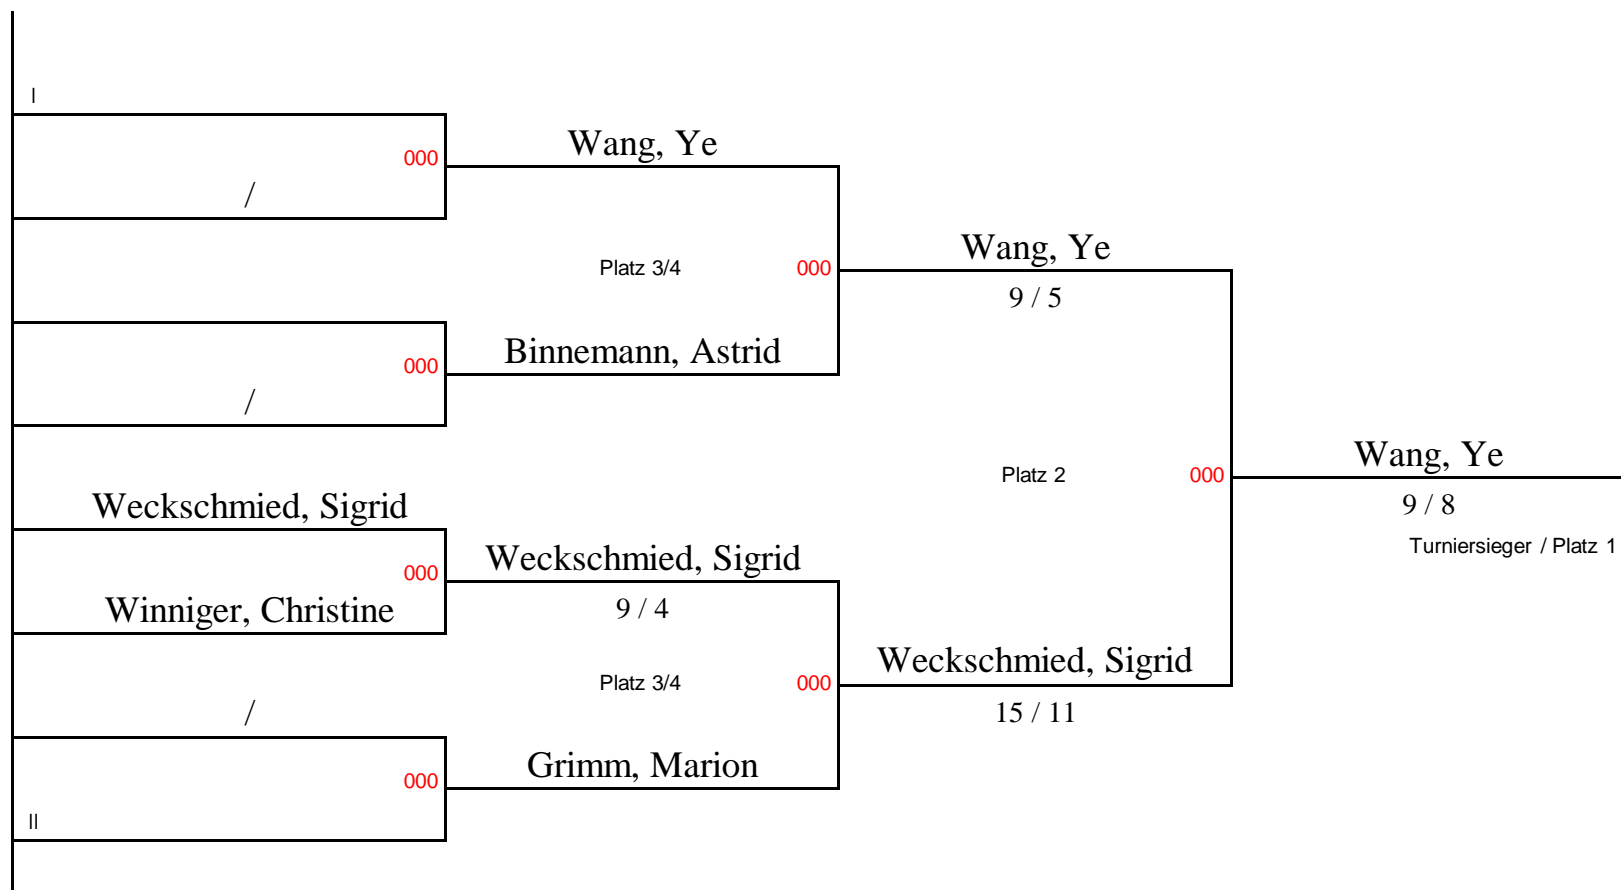 I
000
/
Wang, Ye
Platz 3/4
000
000
/
Binnemann, Astrid
Wang, Ye
9 / 5
Weckschmied, Sigrid
000
Winniger, Christine
Weckschmied, Sigrid
9 / 4
Platz 3/4
000
/
000
II
Grimm, Marion
Weckschmied, Sigrid
15 / 11
Platz 2
000
Wang, Ye
9 / 8
Turniersieger / Platz 1